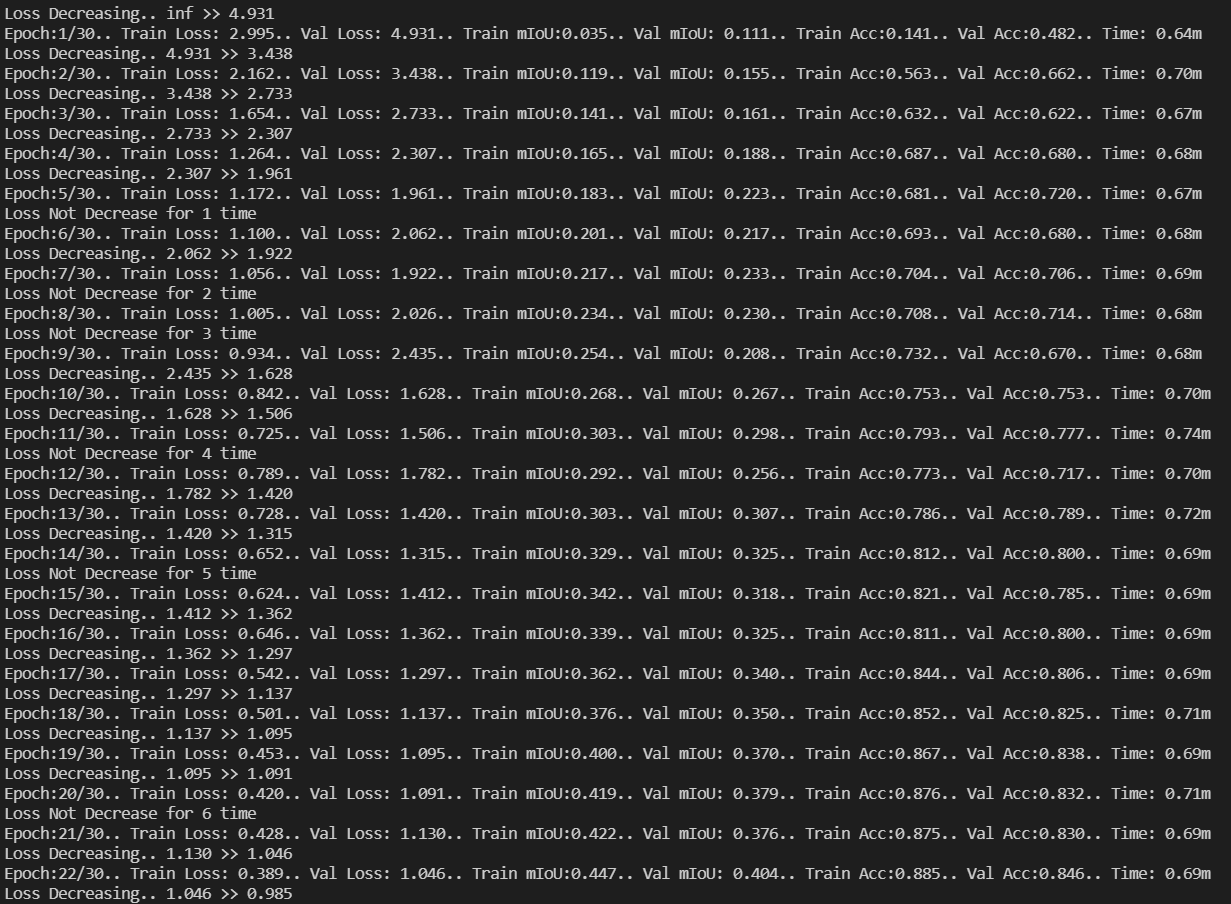 Loss Decreasing.. inf >> 4.931
Epoch:1/30.. Train Loss: 2.995.. Val Loss: 4.931.. Train mIoU:0.035.. Val mIoU: 0.111.. Train Acc:0.141.. Val Acc:0.482.. Time: 0.64m
Loss Decreasing.. 4.931 >> 3.438
Epoch:2/30.. Train Loss: 2.162.. Val Loss: 3.438.. Train mIoU:0.119.. Val mIoU: 0.155.. Train Acc:0.563.. Val Acc:0.662.. Time: 0.70m
Loss Decreasing.. 3.438 >> 2.733
Epoch:3/30.. Train Loss: 1.654.. Val Loss: 2.733.. Train mIoU:0.141.. Val mIoU: 0.161.. Train Acc:0.632.. Val Acc:0.622.. Time: 0.67m
Loss Decreasing.. 2.733 >> 2.307
Epoch:4/30.. Train Loss: 1.264.. Val Loss: 2.307.. Train mIoU:0.165.. Val mIoU: 0.188.. Train Acc:0.687.. Val Acc:0.680.. Time: 0.68m
Loss Decreasing.. 2.307 >> 1.961
Epoch:5/30.. Train Loss: 1.172.. Val Loss: 1.961.. Train mIoU:0.183.. Val mIoU: 0.223.. Train Acc:0.681.. Val Acc:0.720.. Time: 0.67m
Loss Not Decrease for 1 time
Epoch:6/30.. Train Loss: 1.100.. Val Loss: 2.062.. Train mIoU:0.201.. Val mIoU: 0.217.. Train Acc:0.693.. Val Acc:0.680.. Time: 0.68m
Loss Decreasing.. 2.062 >> 1.922
Epoch:7/30.. Train Loss: 1.056.. Val Loss: 1.922.. Train mIoU:0.217.. Val mIoU: 0.233.. Train Acc:0.704.. Val Acc:0.706.. Time: 0.69m
Loss Not Decrease for 2 time
Epoch:8/30.. Train Loss: 1.005.. Val Loss: 2.026.. Train mIoU:0.234.. Val mIoU: 0.230.. Train Acc:0.708.. Val Acc:0.714.. Time: 0.68m
Loss Not Decrease for 3 time
Epoch:9/30.. Train Loss: 0.934.. Val Loss: 2.435.. Train mIoU:0.254.. Val mIoU: 0.208.. Train Acc:0.732.. Val Acc:0.670.. Time: 0.68m
Loss Decreasing.. 2.435 >> 1.628
Epoch:10/30.. Train Loss: 0.842.. Val Loss: 1.628.. Train mIoU:0.268.. Val mIoU: 0.267.. Train Acc:0.753.. Val Acc:0.753.. Time: 0.70m
Loss Decreasing.. 1.628 >> 1.506
Epoch:11/30.. Train Loss: 0.725.. Val Loss: 1.506.. Train mIoU:0.303.. Val mIoU: 0.298.. Train Acc:0.793.. Val Acc:0.777.. Time: 0.74m
Loss Not Decrease for 4 time
Epoch:12/30.. Train Loss: 0.789.. Val Loss: 1.782.. Train mIoU:0.292.. Val mIoU: 0.256.. Train Acc:0.773.. Val Acc:0.717.. Time: 0.70m
Loss Decreasing.. 1.782 >> 1.420
Epoch:13/30.. Train Loss: 0.728.. Val Loss: 1.420.. Train mIoU:0.303.. Val mIoU: 0.307.. Train Acc:0.786.. Val Acc:0.789.. Time: 0.72m
Loss Decreasing.. 1.420 >> 1.315
Epoch:14/30.. Train Loss: 0.652.. Val Loss: 1.315.. Train mIoU:0.329.. Val mIoU: 0.325.. Train Acc:0.812.. Val Acc:0.800.. Time: 0.69m
Loss Not Decrease for 5 time
Epoch:15/30.. Train Loss: 0.624.. Val Loss: 1.412.. Train mIoU:0.342.. Val mIoU: 0.318.. Train Acc:0.821.. Val Acc:0.785.. Time: 0.69m
Loss Decreasing.. 1.412 >> 1.362
Epoch:16/30.. Train Loss: 0.646.. Val Loss: 1.362.. Train mIoU:0.339.. Val mIoU: 0.325.. Train Acc:0.811.. Val Acc:0.800.. Time: 0.69m
Loss Decreasing.. 1.362 >> 1.297
Epoch:17/30.. Train Loss: 0.542.. Val Loss: 1.297.. Train mIoU:0.362.. Val mIoU: 0.340.. Train Acc:0.844.. Val Acc:0.806.. Time: 0.69m
Loss Decreasing.. 1.297 >> 1.137
Epoch:18/30.. Train Loss: 0.501.. Val Loss: 1.137.. Train mIoU:0.376.. Val mIoU: 0.350.. Train Acc:0.852.. Val Acc:0.825.. Time: 0.71m
Loss Decreasing.. 1.137 >> 1.095
Epoch:19/30.. Train Loss: 0.453.. Val Loss: 1.095.. Train mIoU:0.400.. Val mIoU: 0.370.. Train Acc:0.867.. Val Acc:0.838.. Time: 0.69m
Loss Decreasing.. 1.095 >> 1.091
Epoch:20/30.. Train Loss: 0.420.. Val Loss: 1.091.. Train mIoU:0.419.. Val mIoU: 0.379.. Train Acc:0.876.. Val Acc:0.832.. Time: 0.71m
Loss Not Decrease for 6 time
Epoch:21/30.. Train Loss: 0.428.. Val Loss: 1.130.. Train mIoU:0.422.. Val mIoU: 0.376.. Train Acc:0.875.. Val Acc:0.830.. Time: 0.69m
Loss Decreasing.. 1.130 >> 1.046
Epoch:22/30.. Train Loss: 0.389.. Val Loss: 1.046.. Train mIoU:0.447.. Val mIoU: 0.404.. Train Acc:0.885.. Val Acc:0.846.. Time: 0.69m
Loss Decreasing.. 1.046 >> 0.985